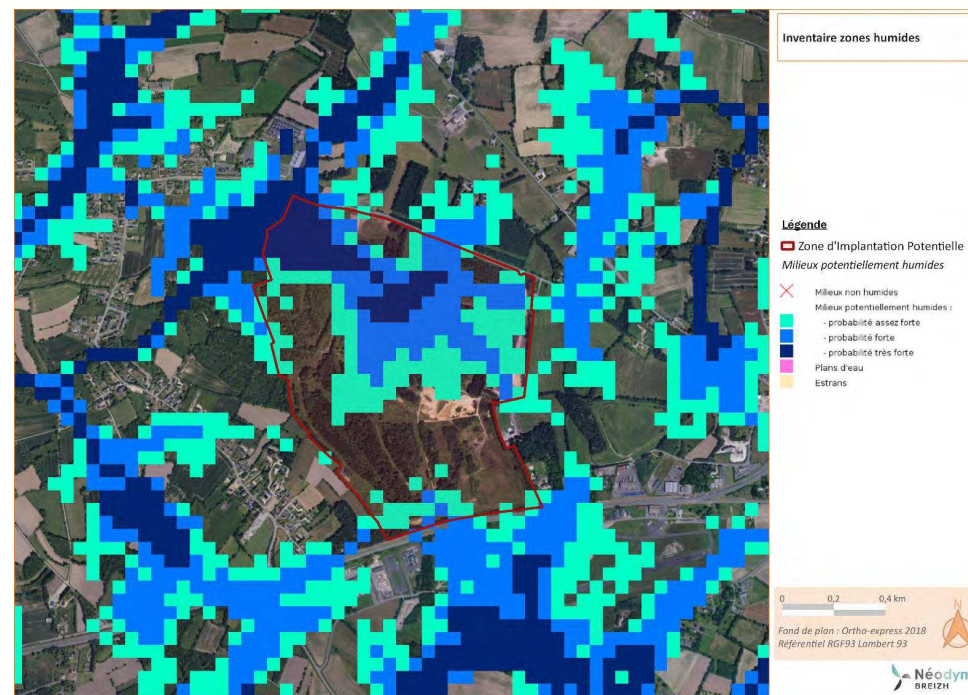 Inventaire zones humides
Légende
Zone d'Implantation Potentielle
Milieux potentiellement humides
Milieux non humides
Milieux potentiellement humides :
- probabilité assez forte
- probabilité forte
- probabilité très forte
Plans d'eau
Estrans
0 0,2 0,4 km
N
Fond de plan : Ortho-express 2018
Référentiel RGF93 Lambert 93
Néodym
BREIZH